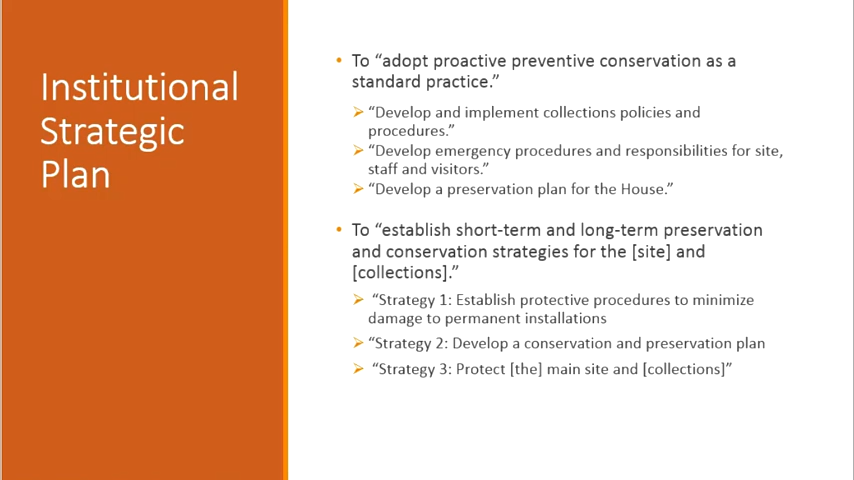 Institutional
Strategic
Plan
• To “adopt proactive preventive conservation as a
standard practice.”
➢ “Develop and implement collections policies and
procedures.”
➢ “Develop emergency procedures and responsibilities for site,
staff and visitors.”
➢ “Develop a preservation plan for the House.”
• To “establish short-term and long-term preservation
and conservation strategies for the [site] and
[collections].”
➢ “Strategy 1: Establish protective procedures to minimize
damage to permanent installations
➢ “Strategy 2: Develop a conservation and preservation plan
➢ “Strategy 3: Protect [the] main site and [collections]”